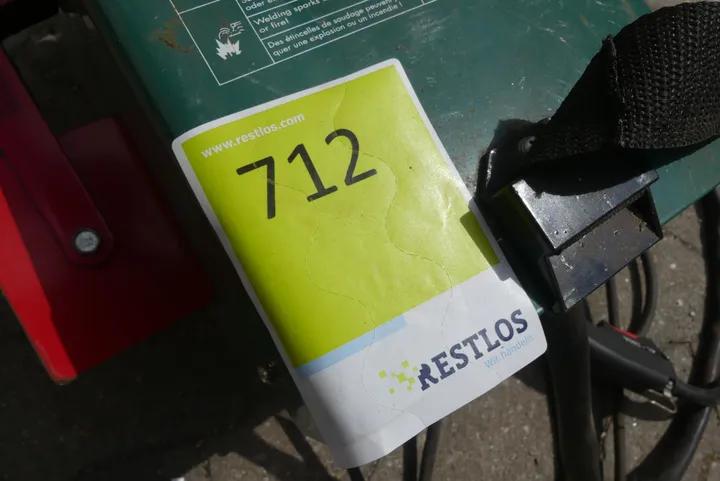 Welding sparks
or fire!
Des étincelles de soudage peuvent
quer une explosion ou un incendie !
www.restlos.com
712
RESTLOS
Wir handeln